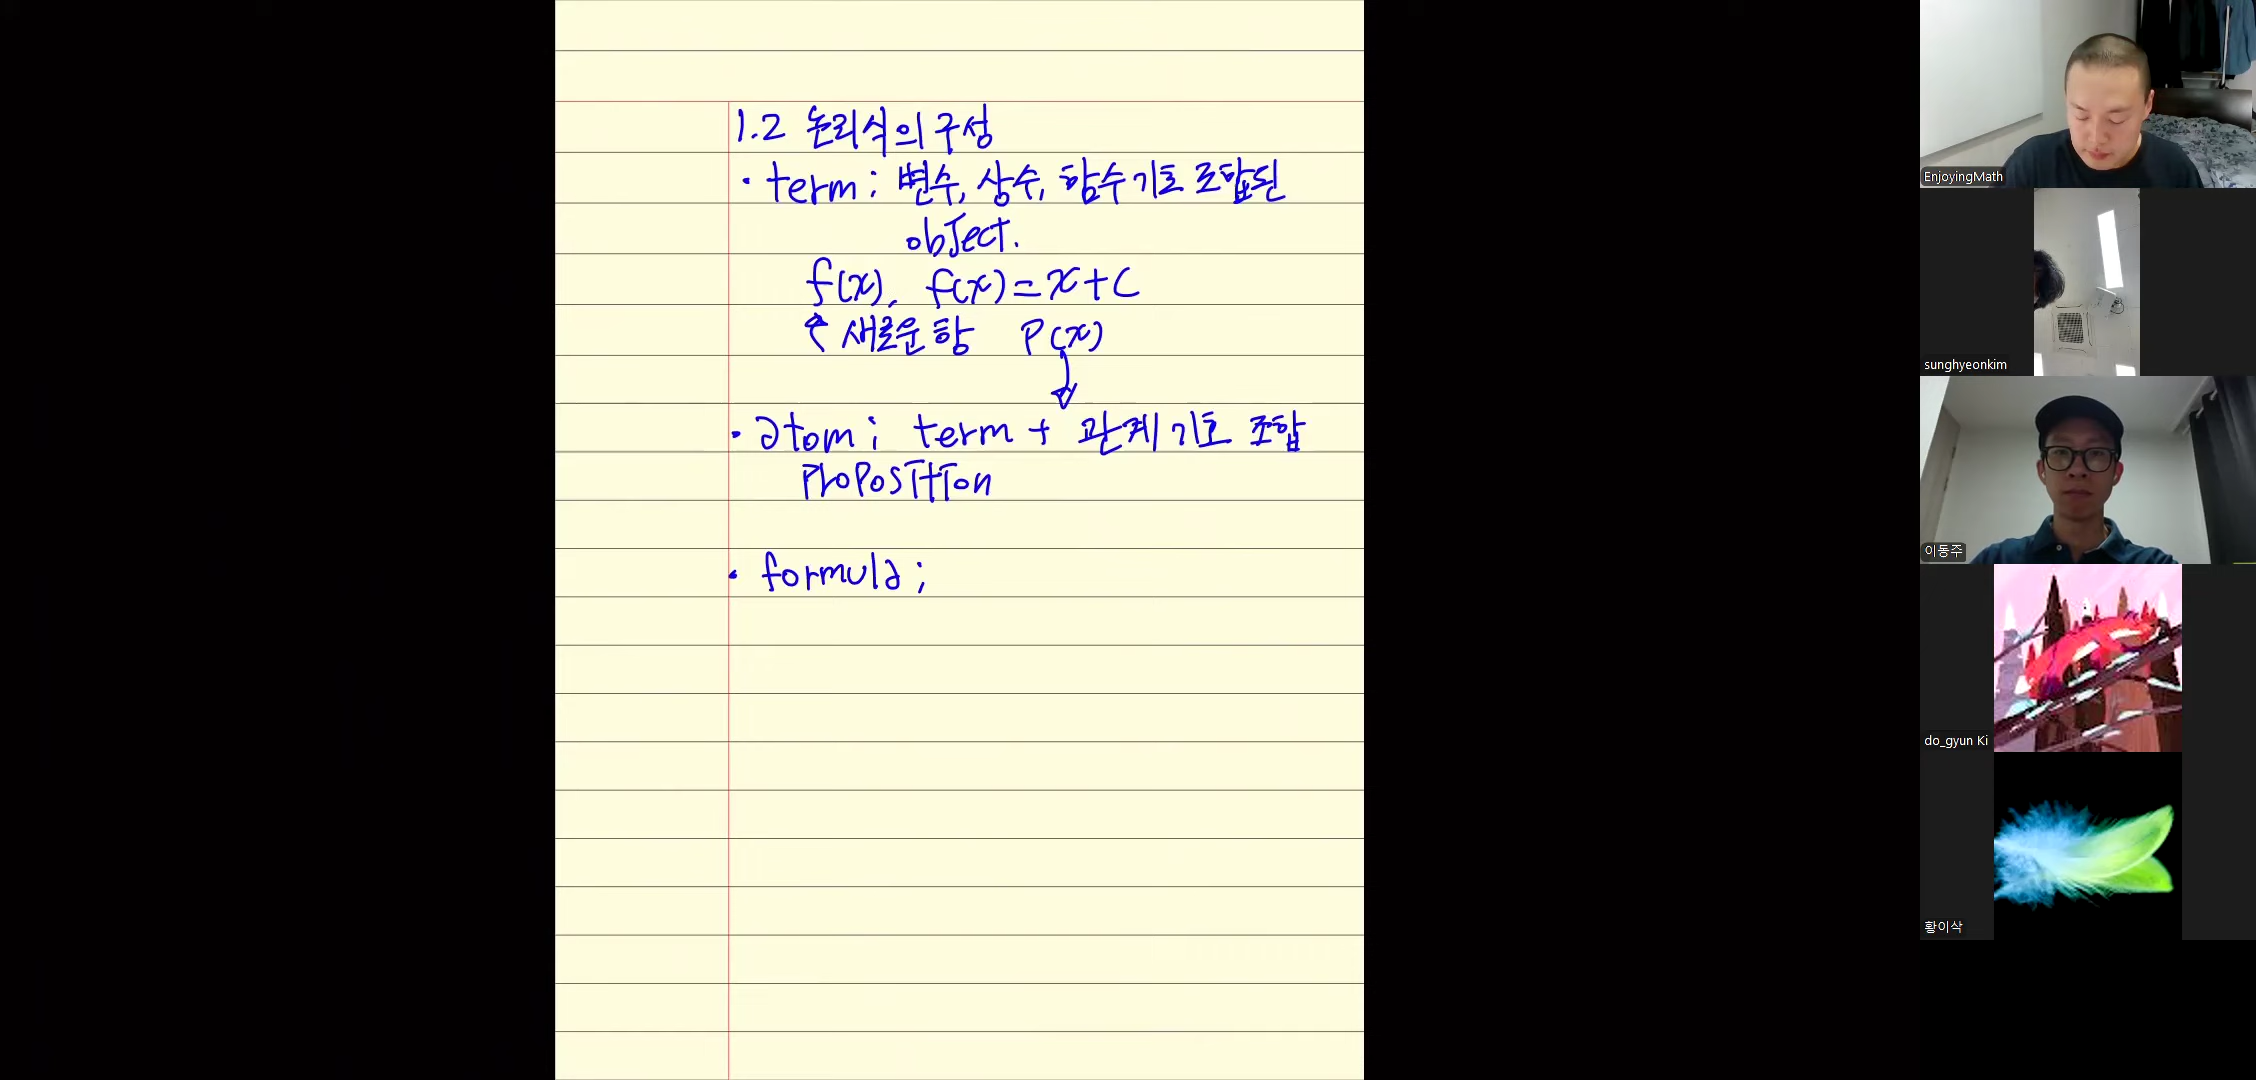 1.2 논리식의 구성
• term : 변수, 상수, 함수 기호 조합된
object.
f(x), f(x) = x + c
↑ 새로운 항 P(x)
↓
• atom ; term + 관계 기호 조합
Proposition
• formula ;
EnjoyingMath
sunghyeonkim
이동주
do_gyun Ki
황이삭